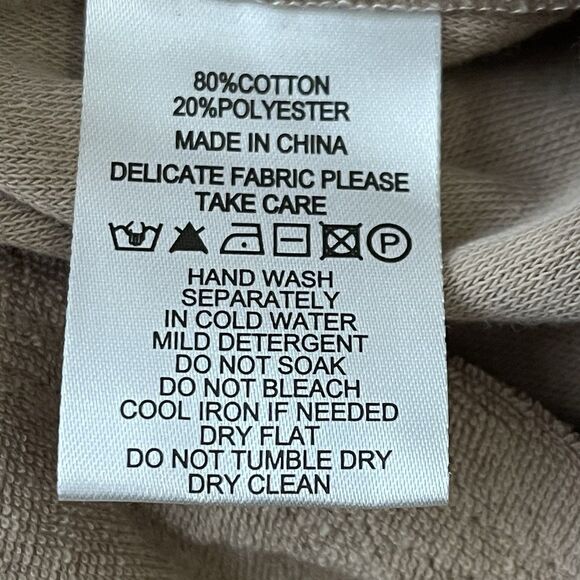 80%COTTON
20%POLYESTER
MADE IN CHINA
DELICATE FABRIC PLEASE
TAKE CARE
P
HAND WASH
SEPARATELY
IN COLD WATER
MILD DETERGENT
DO NOT SOAK
DO NOT BLEACH
COOL IRON IF NEEDED
DRY FLAT
DO NOT TUMBLE DRY
DRY CLEAN